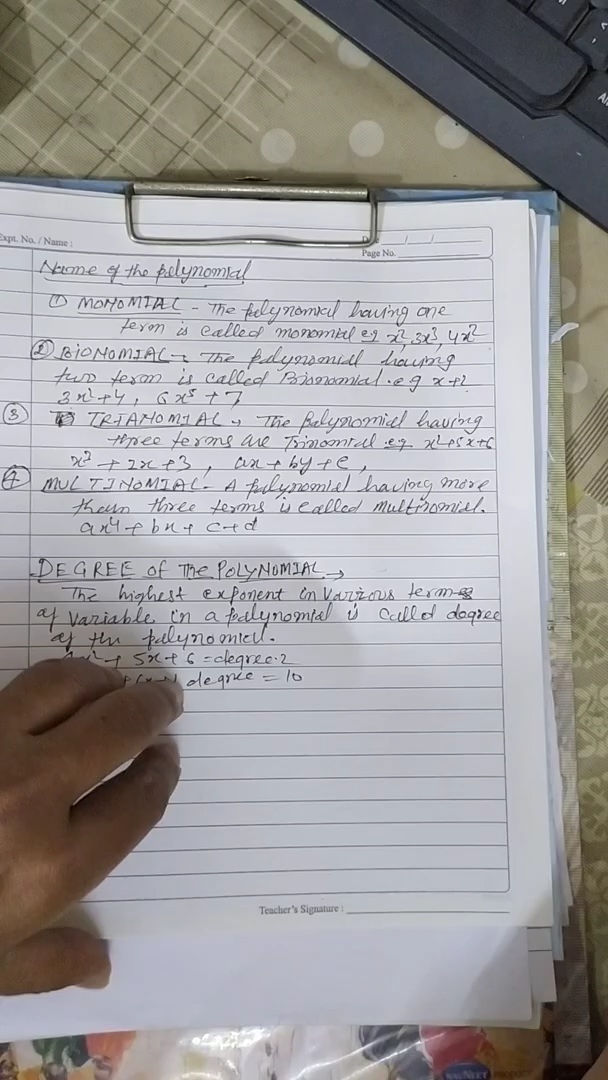 Expt. No. / Name :
Page No.
Name of the polynomial
① MONOMIAL - The polynomial having one
term is called monomial eg x², 3x³, 4x²
② BIONOMIAL - The polynomial having
two term is called Bionomial. eg x+2
3x²+4, 6x⁵+7
③ TRIANOMIAL → The polynomial having
three terms are Trinomial eg x²+5x+6
x³+2x+3, ax+by+c,
④ MULTINOMIAL - A polynomial having more
than three terms is called multinomial.
ax⁴+bx+c+d
DEGREE of The POLYNOMIAL →
The highest exponent in various terms
of variable in a polynomial is called degree
of the polynomial.
x²+5x+6 = degree.2
degree = 10
Teacher's Signature :